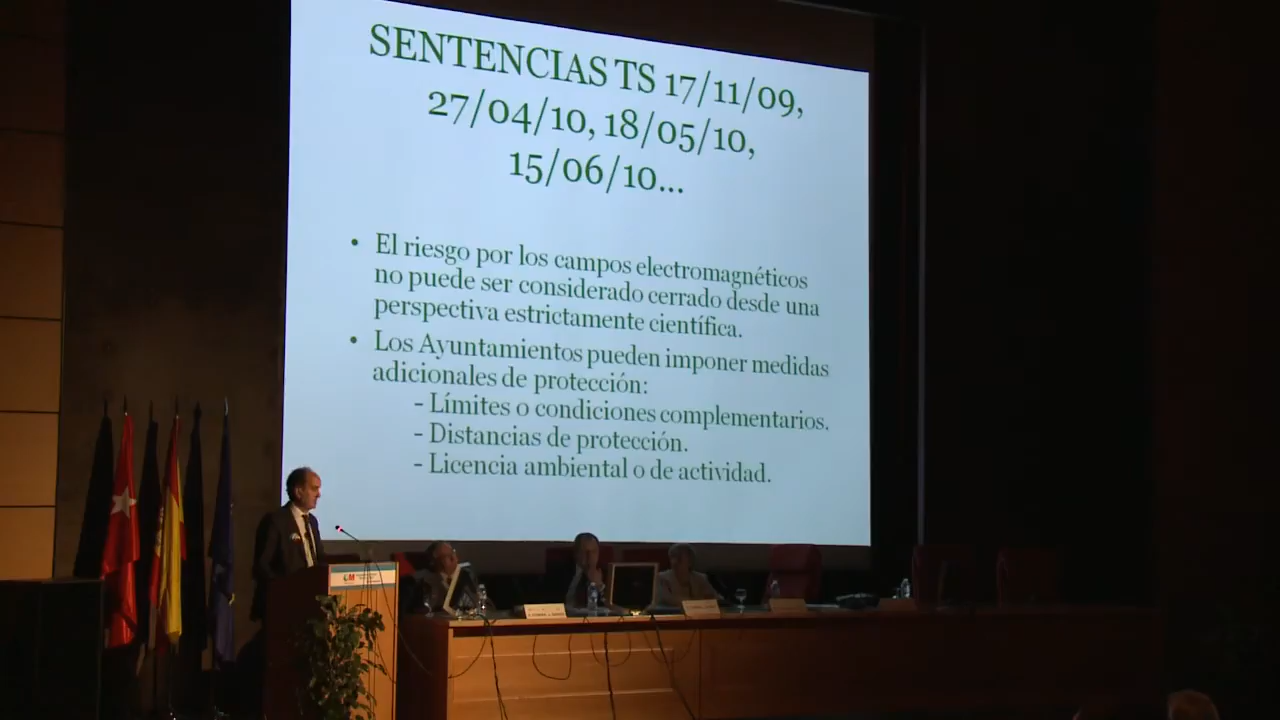 SENTENCIAS TS 17/11/09,
27/04/10, 18/05/10,
15/06/10...
• El riesgo por los campos electromagnéticos
no puede ser considerado cerrado desde una
perspectiva estrictamente científica.
• Los Ayuntamientos pueden imponer medidas
adicionales de protección:
- Límites o condiciones complementarios.
- Distancias de protección.
- Licencia ambiental o de actividad.